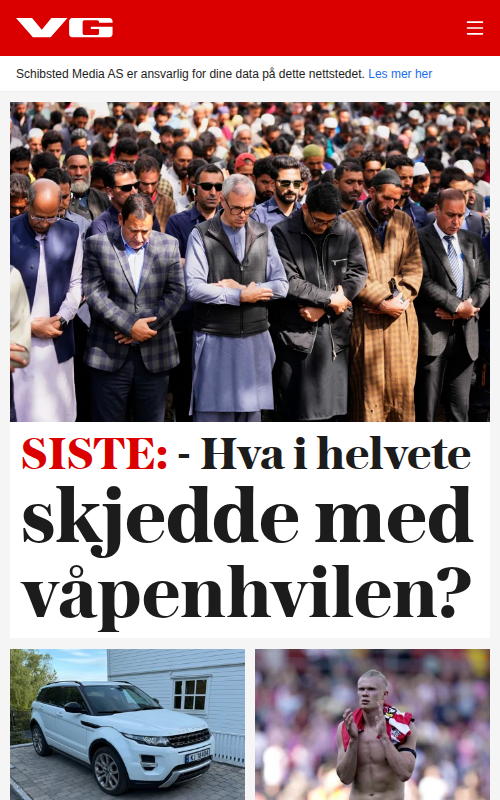 VG
Schibsted Media AS er ansvarlig for dine data på dette nettstedet. Les mer her
SISTE: - Hva i helvete
skjedde med
våpenhvilen?